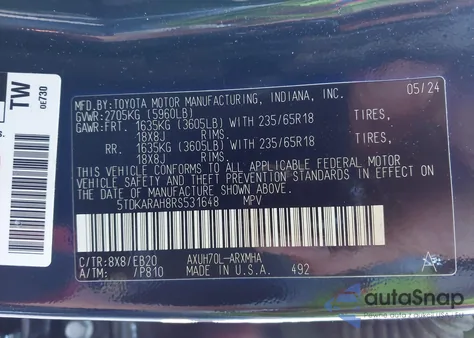 TW
0E730
MFD.BY: TOYOTA MOTOR MANUFACTURING, INDIANA, INC. 05/24
GVWR: 2705KG (5960LB)
GAWR: FRT. 1635KG (3605LB) WITH 235/65R18 TIRES,
18X8J RIMS,
RR. 1635KG (3605LB) WITH 235/65R18 TIRES,
18X8J RIMS,
THIS VEHICLE CONFORMS TO ALL APPLICABLE FEDERAL MOTOR
VEHICLE SAFETY AND BUMPER STANDARDS IN EFFECT ON
THE DATE OF MANUFACTURE SHOWN ABOVE.
5TDKARAH8RS531648 MPV
C/TR: 8X8/EB20 AXUH70L-ARXMHA
A/TM: /P810 MADE IN U.S.A. 492
autoSnap